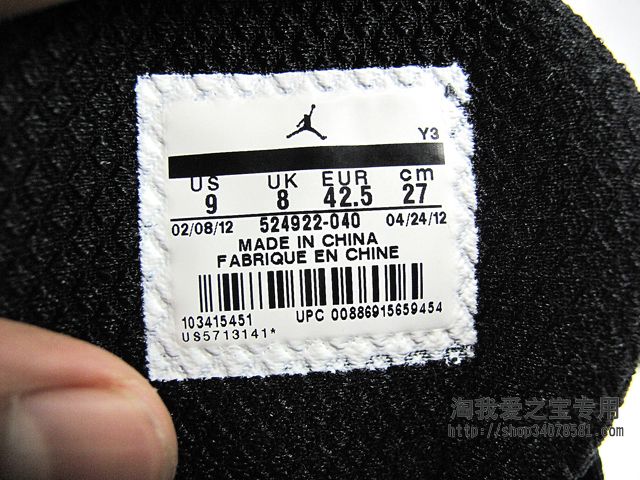 Y3
US UK EUR cm
9 8 42.5 27
02/08/12 524922-040 04/24/12
MADE IN CHINA
FABRIQUE EN CHINE
103415451 UPC 00886915659454
US5713141*
淘我爱之宝专用
http://shop34078581.com